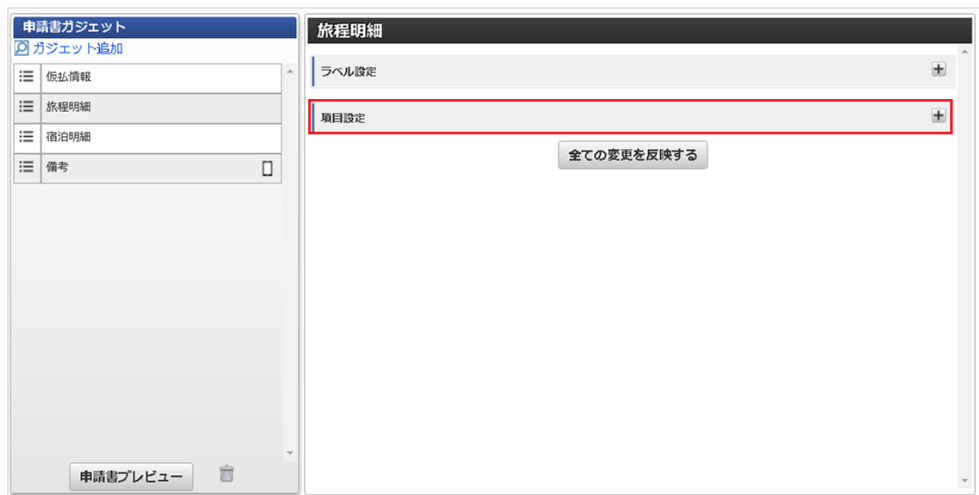 申請書ガジェット
ガジェット追加
仮払情報
旅程明細
宿泊明細
備考
申請書プレビュー
旅程明細
ラベル設定
項目設定
全ての変更を反映する